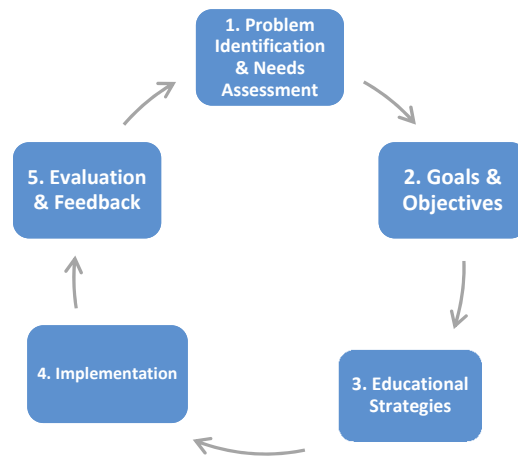 1. Problem
Identification
& Needs
Assessment
2. Goals &
Objectives
3. Educational
Strategies
4. Implementation
5. Evaluation
& Feedback